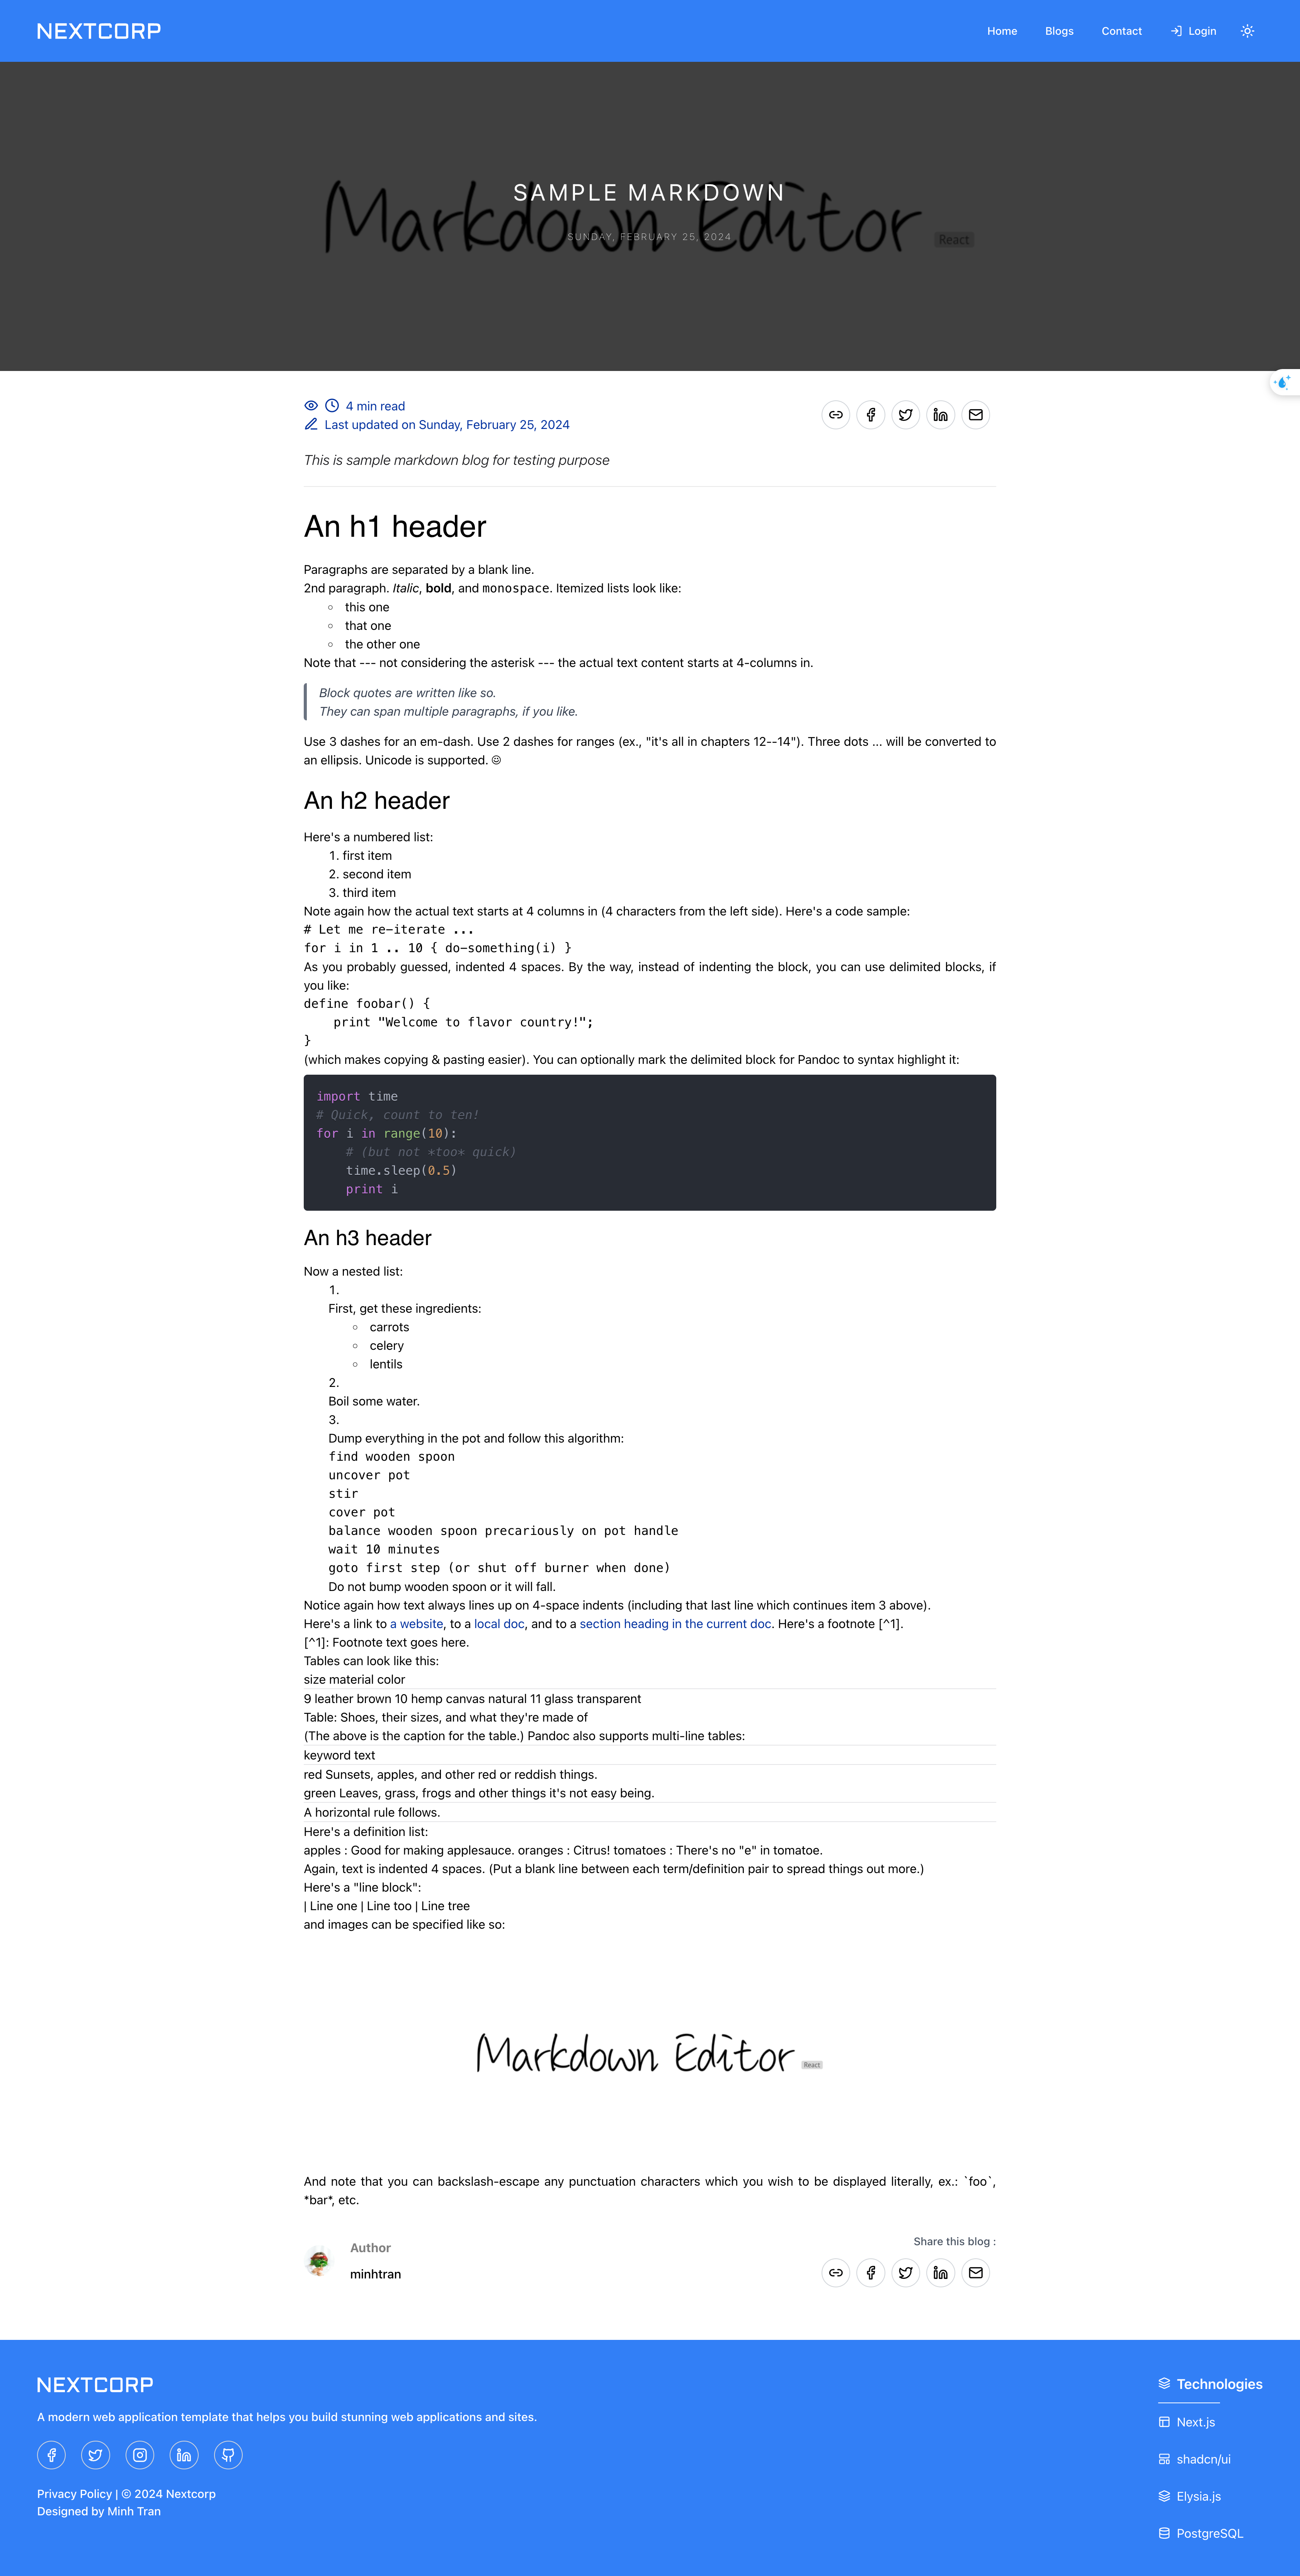 NEXTCORP
Home Blogs Contact Login
Markdown Editor React
SAMPLE MARKDOWN
SUNDAY, FEBRUARY 25, 2024
4 min read
Last updated on Sunday, February 25, 2024
This is sample markdown blog for testing purpose
An h1 header
Paragraphs are separated by a blank line.
2nd paragraph. Italic, bold, and monospace. Itemized lists look like:
○ this one
○ that one
○ the other one
Note that --- not considering the asterisk --- the actual text content starts at 4-columns in.
Block quotes are written like so.
They can span multiple paragraphs, if you like.
Use 3 dashes for an em-dash. Use 2 dashes for ranges (ex., "it's all in chapters 12--14"). Three dots ... will be converted to
an ellipsis. Unicode is supported. ☺
An h2 header
Here's a numbered list:
1. first item
2. second item
3. third item
Note again how the actual text starts at 4 columns in (4 characters from the left side). Here's a code sample:
# Let me re-iterate ...
for i in 1 .. 10 { do-something(i) }
As you probably guessed, indented 4 spaces. By the way, instead of indenting the block, you can use delimited blocks, if
you like:
define foobar() {
    print "Welcome to flavor country!";
}
(which makes copying & pasting easier). You can optionally mark the delimited block for Pandoc to syntax highlight it:
import time
# Quick, count to ten!
for i in range(10):
    # (but not *too* quick)
    time.sleep(0.5)
    print i
An h3 header
Now a nested list:
1.
First, get these ingredients:
○ carrots
○ celery
○ lentils
2.
Boil some water.
3.
Dump everything in the pot and follow this algorithm:
find wooden spoon
uncover pot
stir
cover pot
balance wooden spoon precariously on pot handle
wait 10 minutes
goto first step (or shut off burner when done)
Do not bump wooden spoon or it will fall.
Notice again how text always lines up on 4-space indents (including that last line which continues item 3 above).
Here's a link to a website, to a local doc, and to a section heading in the current doc. Here's a footnote [^1].
[^1]: Footnote text goes here.
Tables can look like this:
size material color
9 leather brown 10 hemp canvas natural 11 glass transparent
Table: Shoes, their sizes, and what they're made of
(The above is the caption for the table.) Pandoc also supports multi-line tables:
keyword text
red Sunsets, apples, and other red or reddish things.
green Leaves, grass, frogs and other things it's not easy being.
A horizontal rule follows.
Here's a definition list:
apples : Good for making applesauce. oranges : Citrus! tomatoes : There's no "e" in tomatoe.
Again, text is indented 4 spaces. (Put a blank line between each term/definition pair to spread things out more.)
Here's a "line block":
| Line one | Line too | Line tree
and images can be specified like so:
Markdown Editor React
And note that you can backslash-escape any punctuation characters which you wish to be displayed literally, ex.: `foo`,
*bar*, etc.
Author
minhtran
Share this blog :
NEXTCORP
A modern web application template that helps you build stunning web applications and sites.
Privacy Policy | © 2024 Nextcorp
Designed by Minh Tran
Technologies
Next.js
shadcn/ui
Elysia.js
PostgreSQL